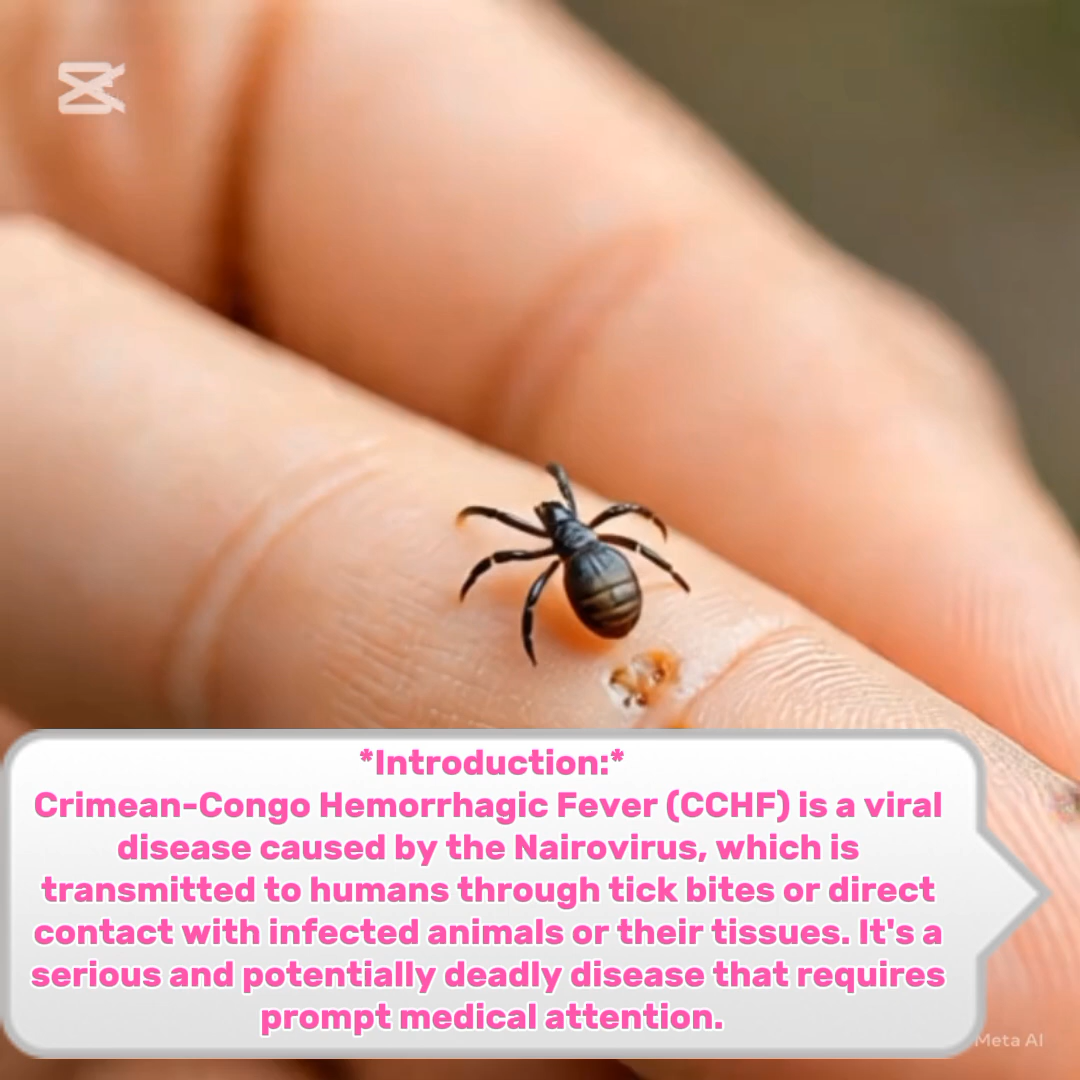 *Introduction:*
Crimean-Congo Hemorrhagic Fever (CCHF) is a viral
disease caused by the Nairovirus, which is
transmitted to humans through tick bites or direct
contact with infected animals or their tissues. It's a
serious and potentially deadly disease that requires
prompt medical attention.
Meta AI